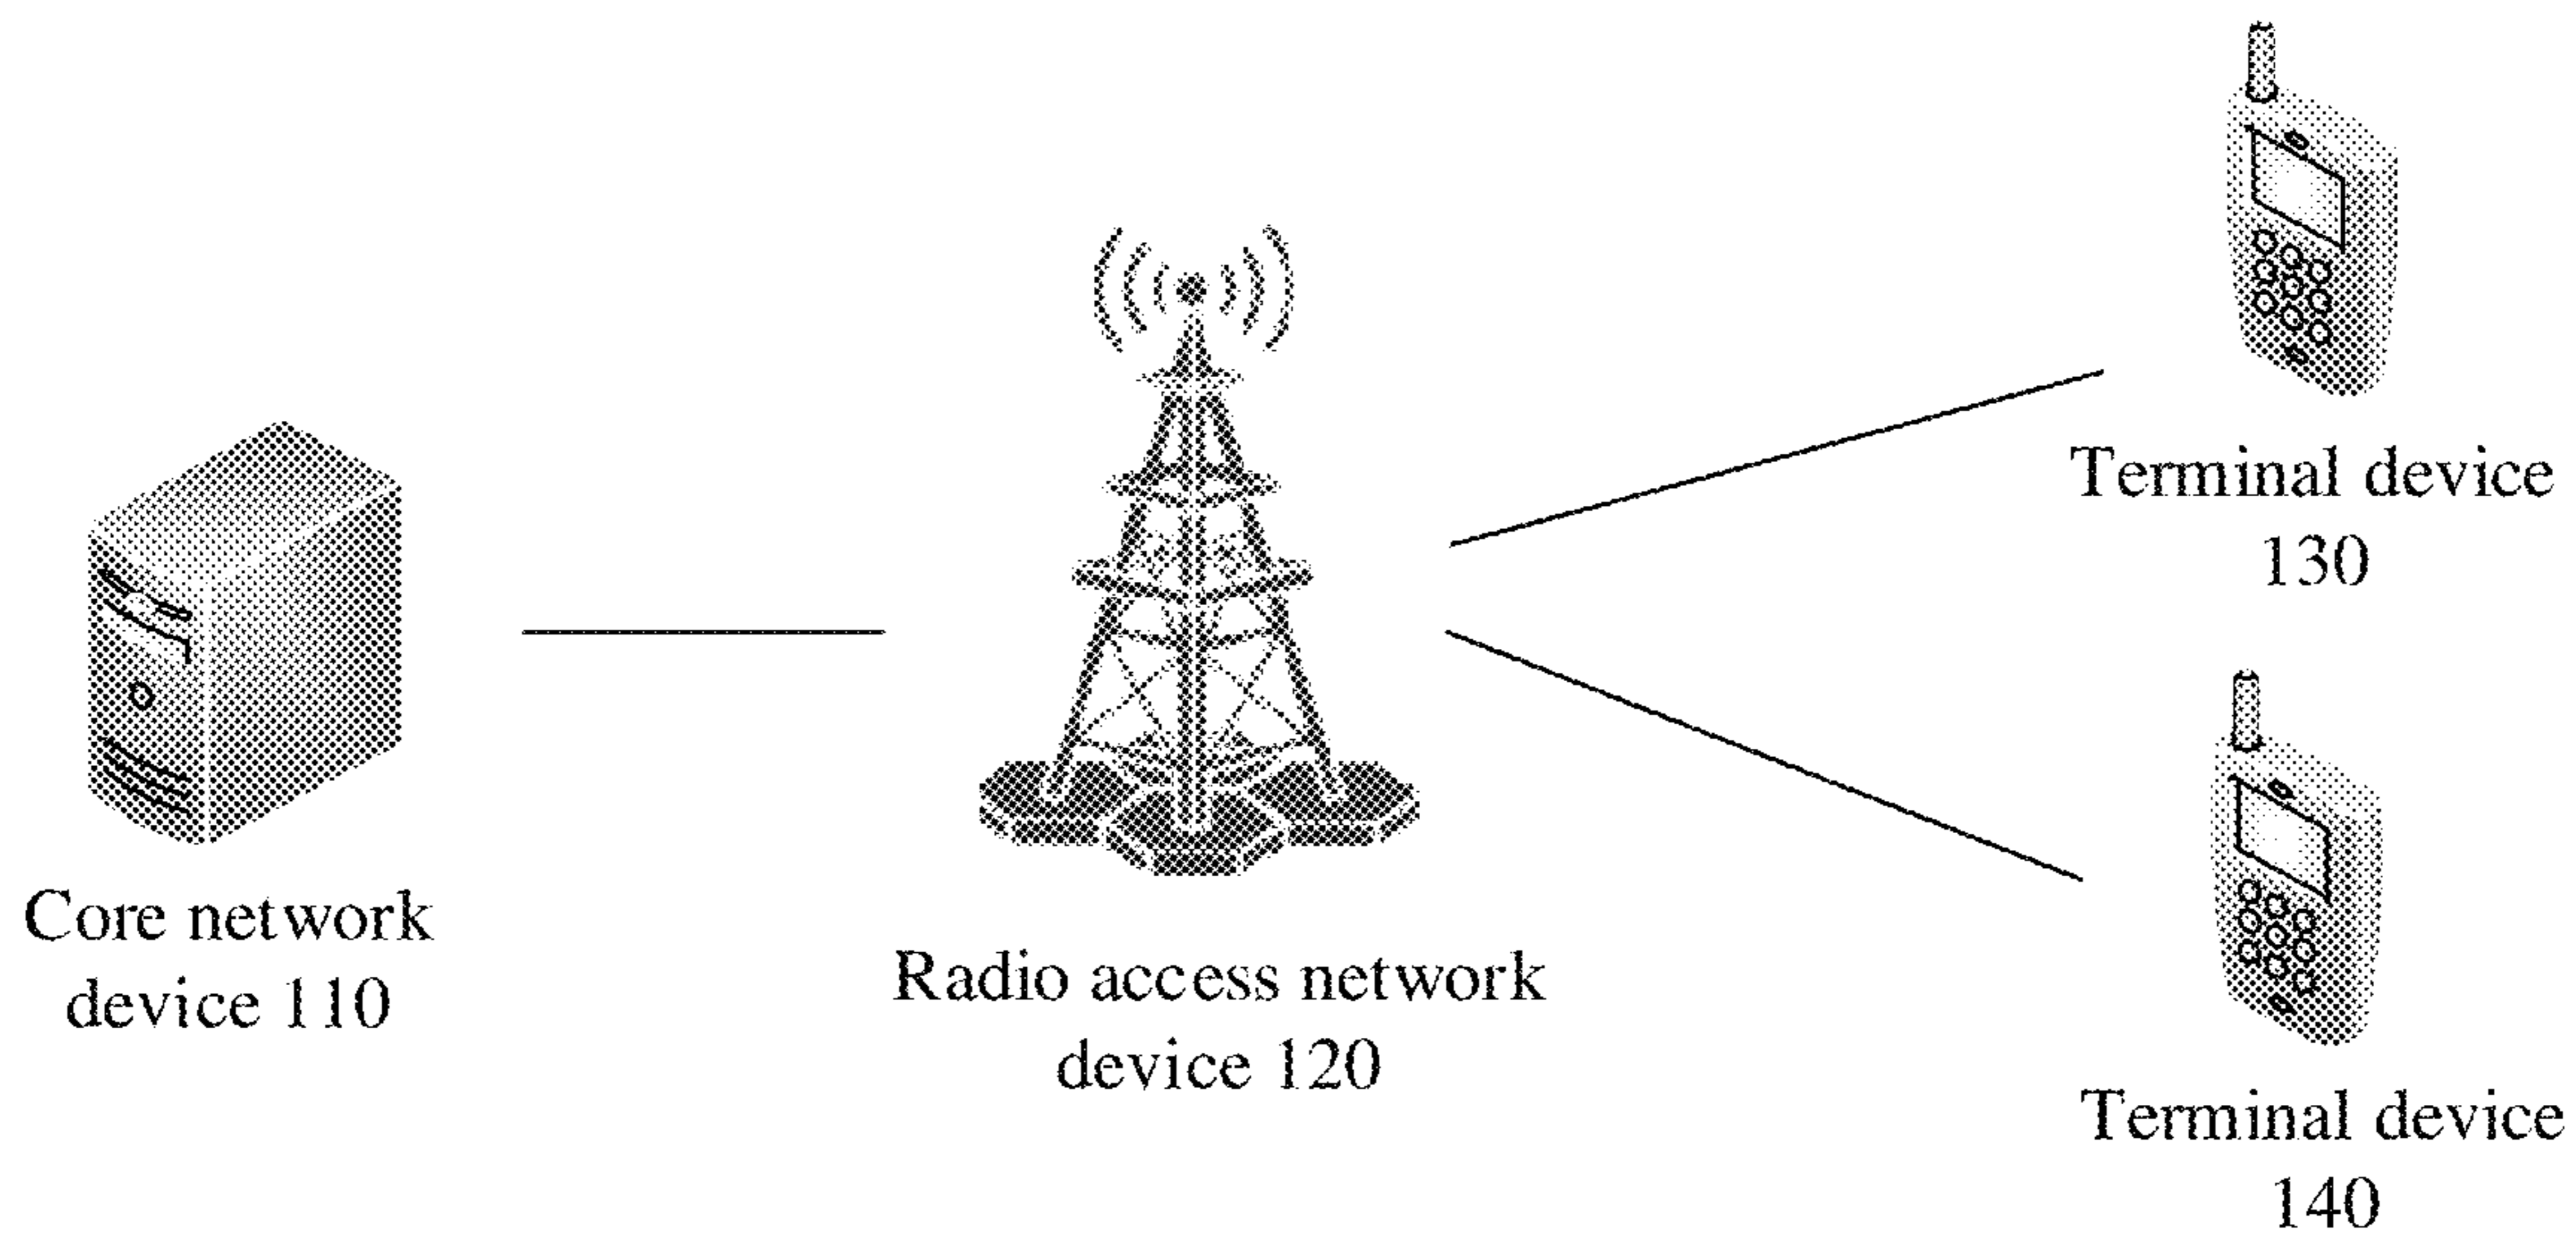 Core network
device 110
Radio access network
device 120
Terminal device
130
Terminal device
140